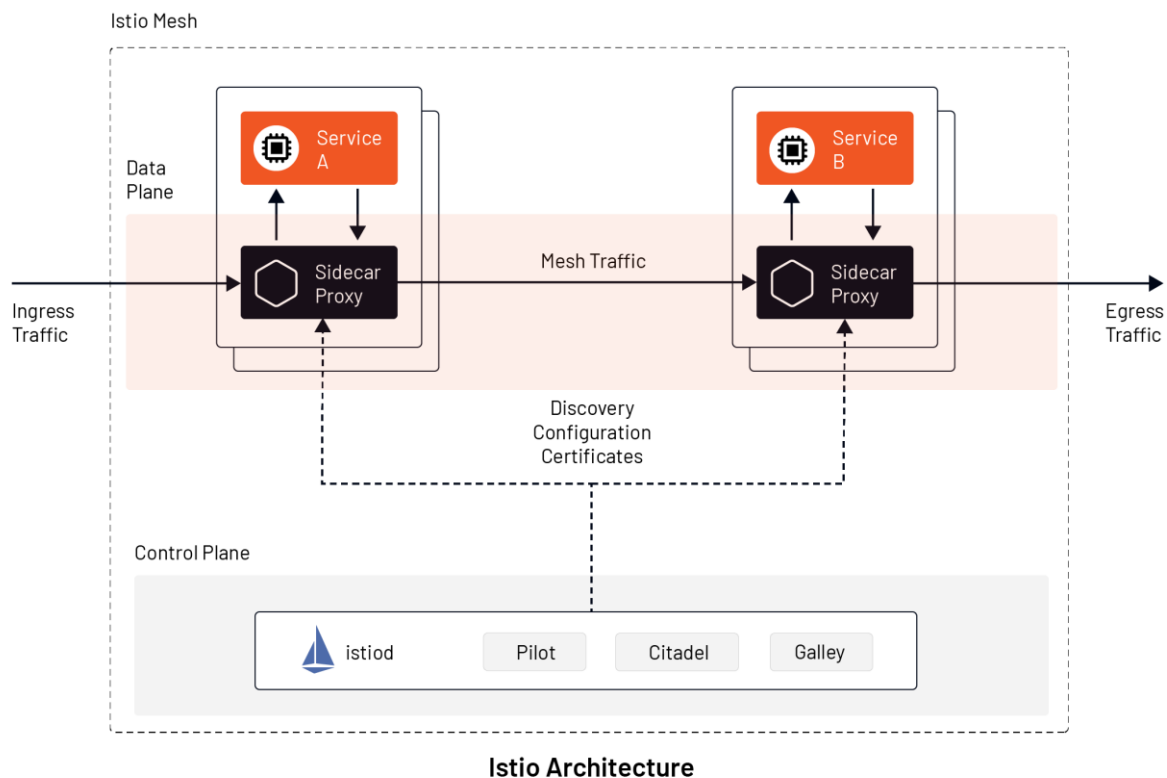 Istio Mesh
Service
A
Service
B
Data
Plane
Sidecar
Proxy
Mesh Traffic
Sidecar
Proxy
Ingress
Traffic
Egress
Traffic
Discovery
Configuration
Certificates
Control Plane
istiod
Pilot
Citadel
Galley
Istio Architecture